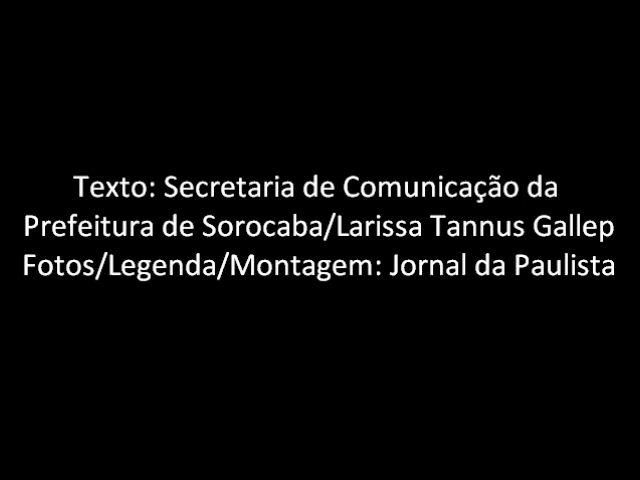 Texto: Secretaria de Comunicação da
Prefeitura de Sorocaba/Larissa Tannus Gallep
Fotos/Legenda/Montagem: Jornal da Paulista